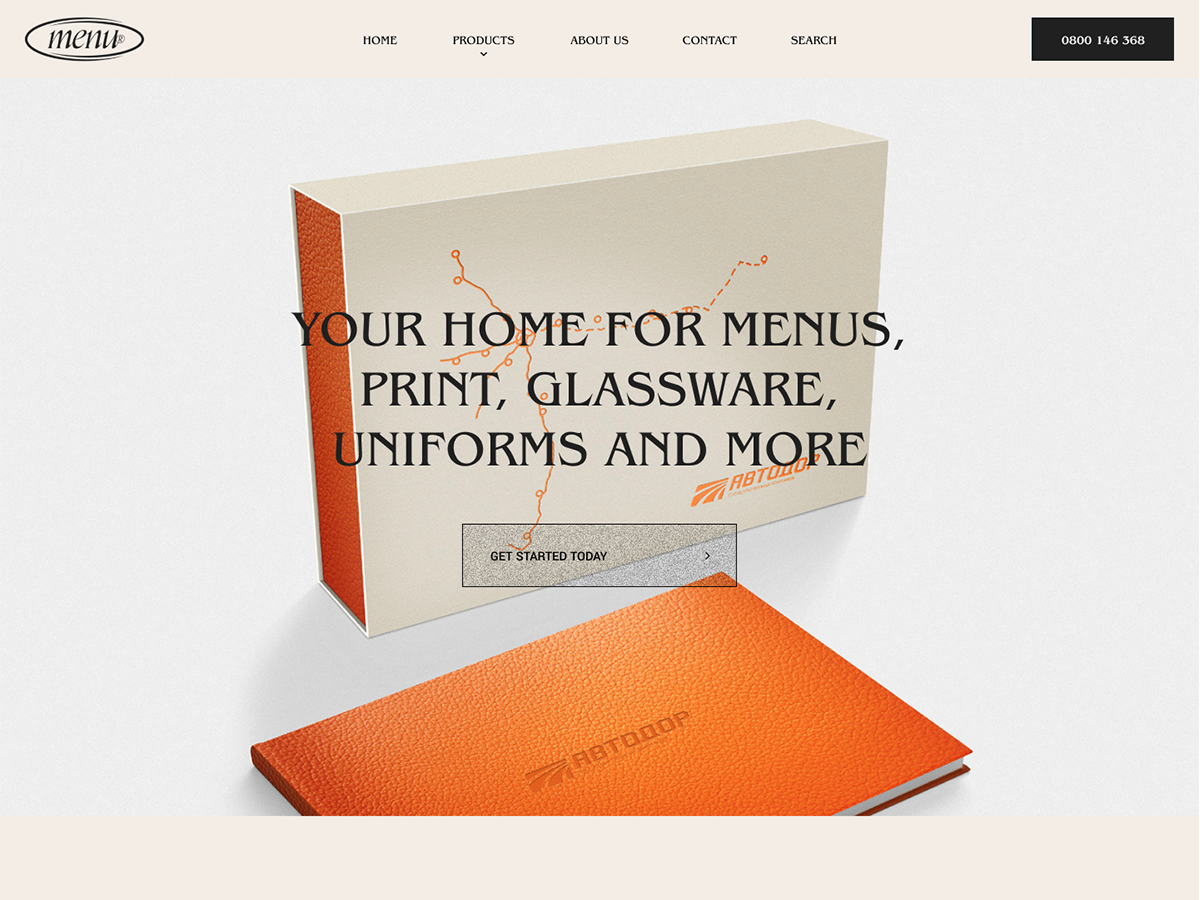 menu®
HOME
PRODUCTS
ABOUT US
CONTACT
SEARCH
0800 146 368
YOUR HOME FOR MENUS,
PRINT, GLASSWARE,
UNIFORMS AND MORE
АВТОДОР
GET STARTED TODAY
АВТОДОР